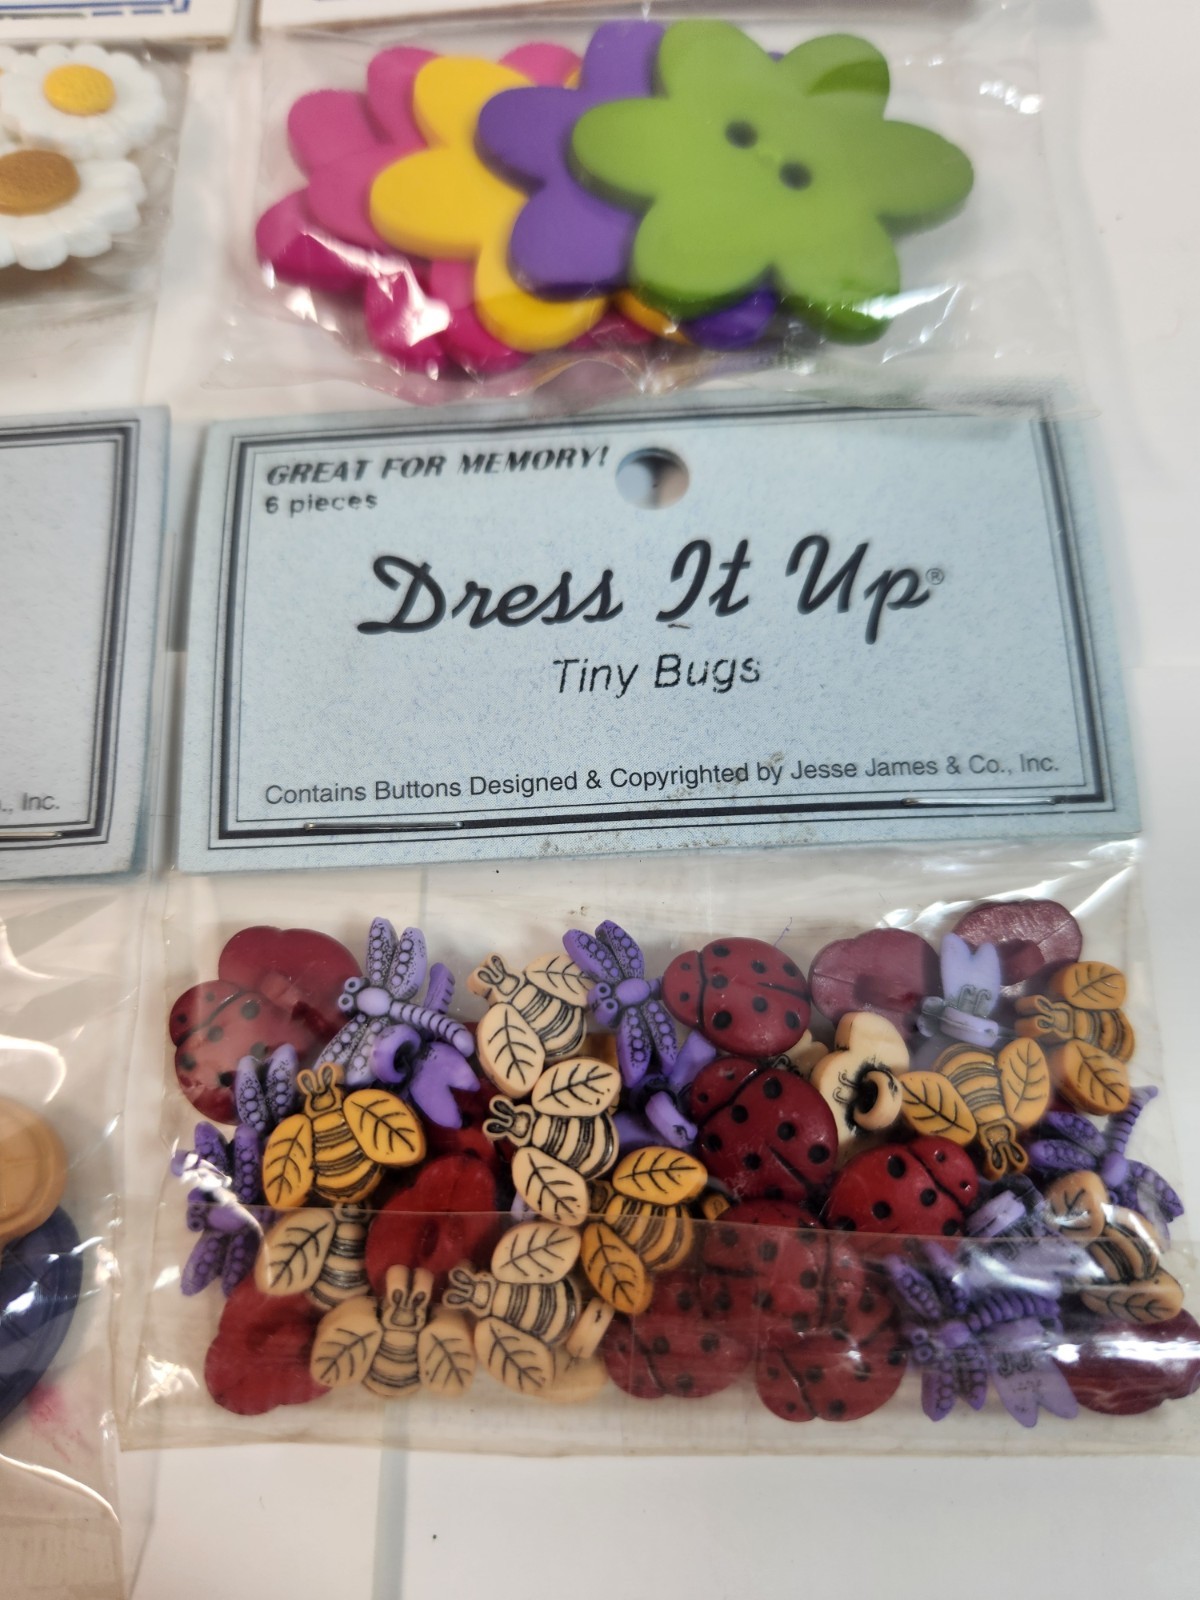 GREAT FOR MEMORY!
6 pieces
Dress It Up®
Tiny Bugs
Contains Buttons Designed & Copyrighted by Jesse James & Co., Inc.
., Inc.